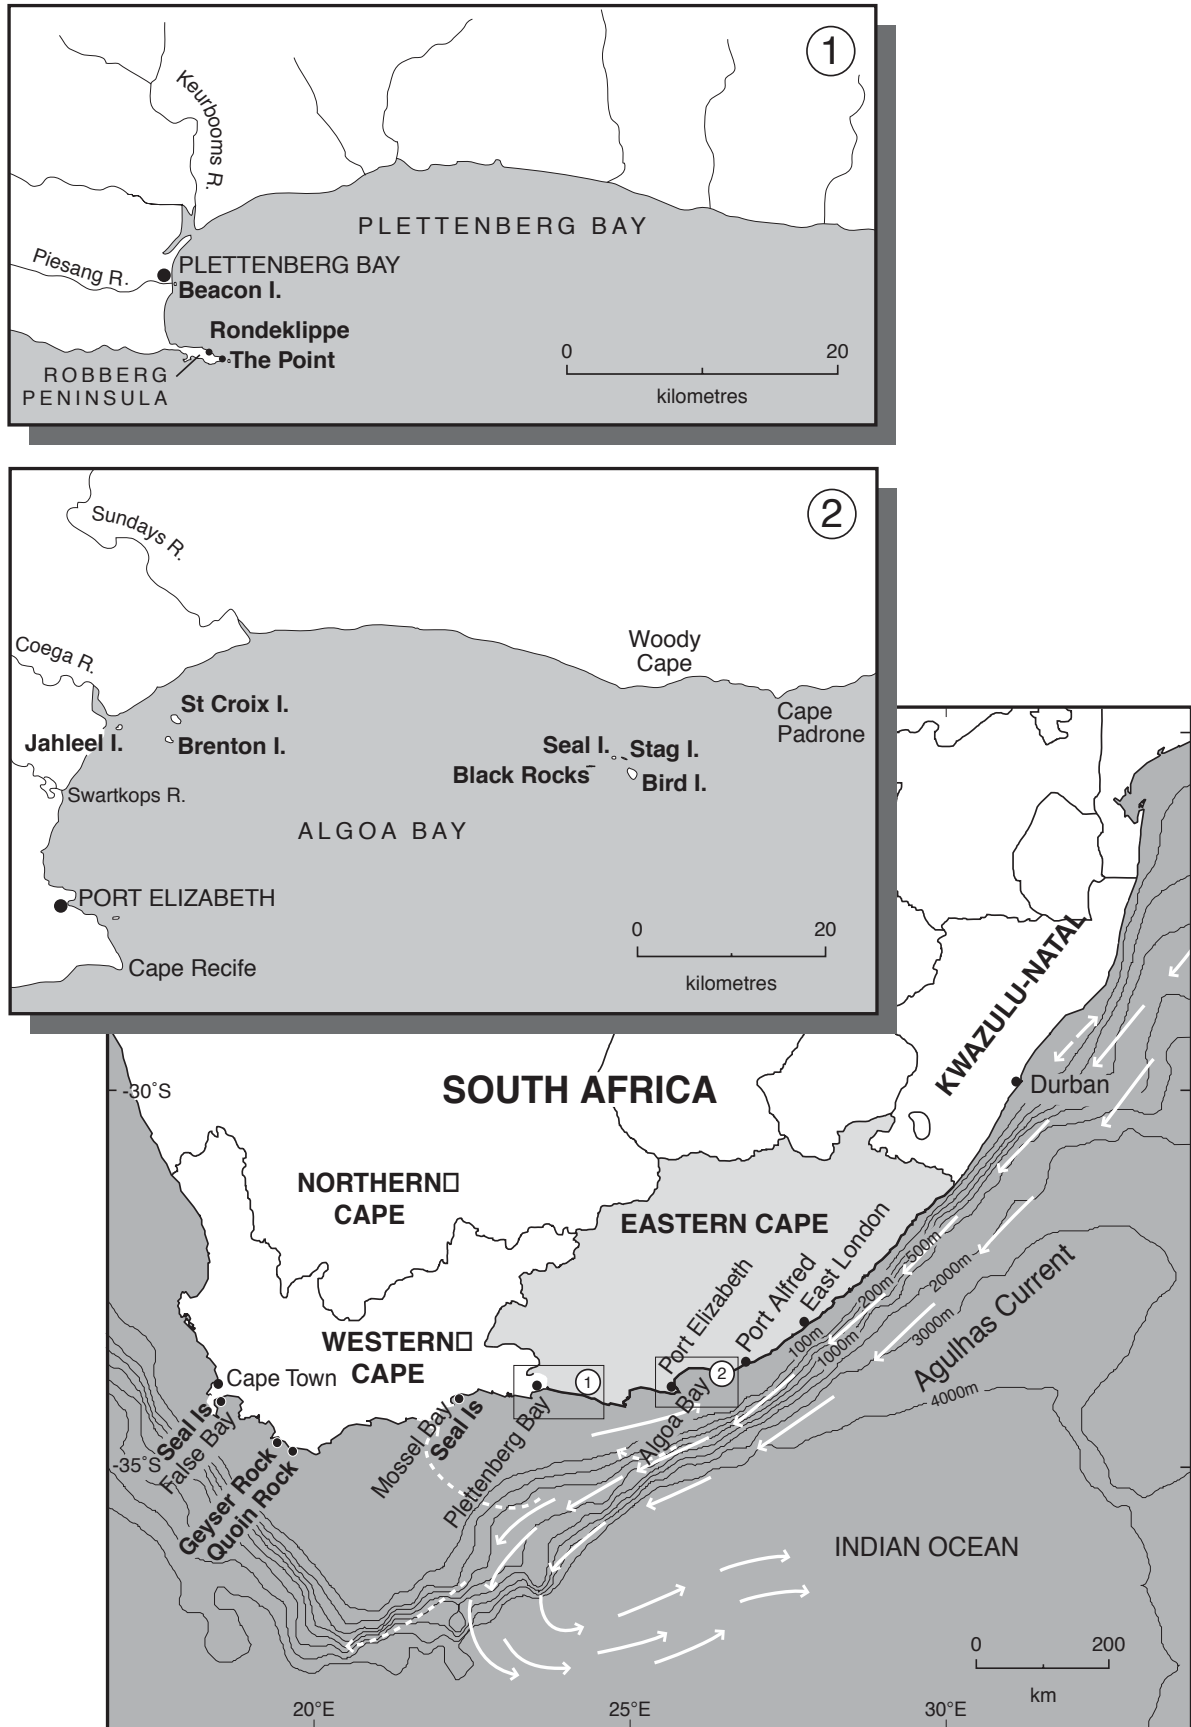 1
Keurbooms R.
PLETTENBERG BAY
Piesang R.
PLETTENBERG BAY
Beacon I.
Rondeklippe
The Point
ROBBERG
PENINSULA
0 20
kilometres
2
Sundays R.
Coega R.
Woody
Cape
St Croix I.
Cape
Padrone
Jahleel I.
Brenton I.
Seal I.
Stag I.
Black Rocks
Bird I.
Swartkops R.
ALGOA BAY
PORT ELIZABETH
0 20
kilometres
Cape Recife
KWAZULU-NATAL
-30°S
SOUTH AFRICA
Durban
NORTHERN□
CAPE
EASTERN CAPE
Port Elizabeth
Port Alfred
East London
500m
200m
2000m
100m
1000m
3000m
4000m
Agulhas Current
WESTERN□
CAPE
Cape Town
1
2
Seal Is
False Bay
Mossel Bay
Seal Is
Plettenberg Bay
Algoa Bay
-35°S
Geyser Rock
Quoin Rock
INDIAN OCEAN
0 200
km
20°E 25°E 30°E